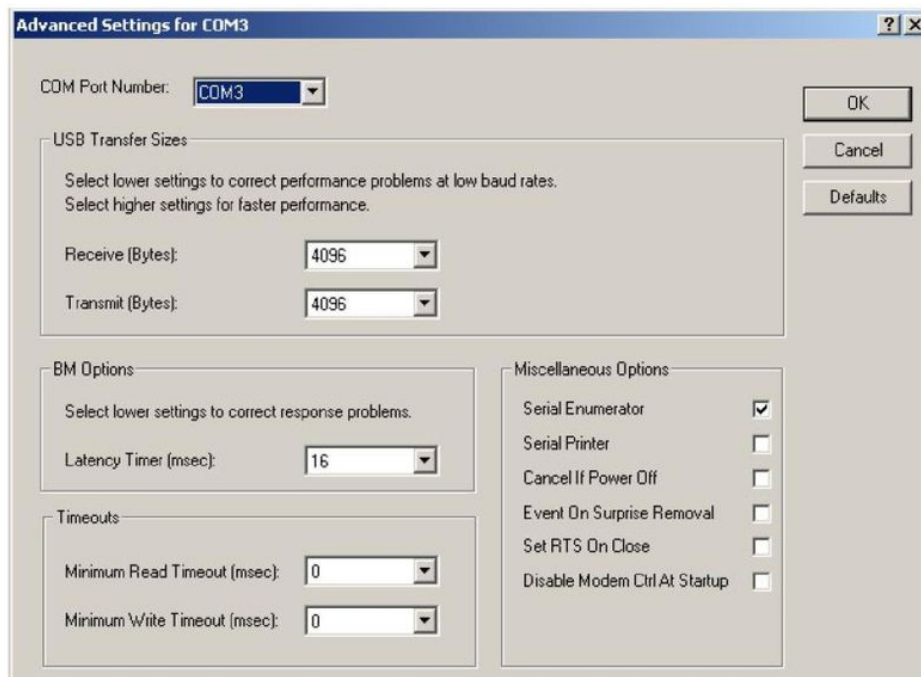 Advanced Settings for COM3
? X
COM Port Number: COM3
OK
Cancel
Defaults
USB Transfer Sizes
Select lower settings to correct performance problems at low baud rates.
Select higher settings for faster performance.
Receive (Bytes): 4096
Transmit (Bytes): 4096
BM Options
Select lower settings to correct response problems.
Latency Timer (msec): 16
Timeouts
Minimum Read Timeout (msec): 0
Minimum Write Timeout (msec): 0
Miscellaneous Options
Serial Enumerator
Serial Printer
Cancel If Power Off
Event On Surprise Removal
Set RTS On Close
Disable Modem Ctrl At Startup